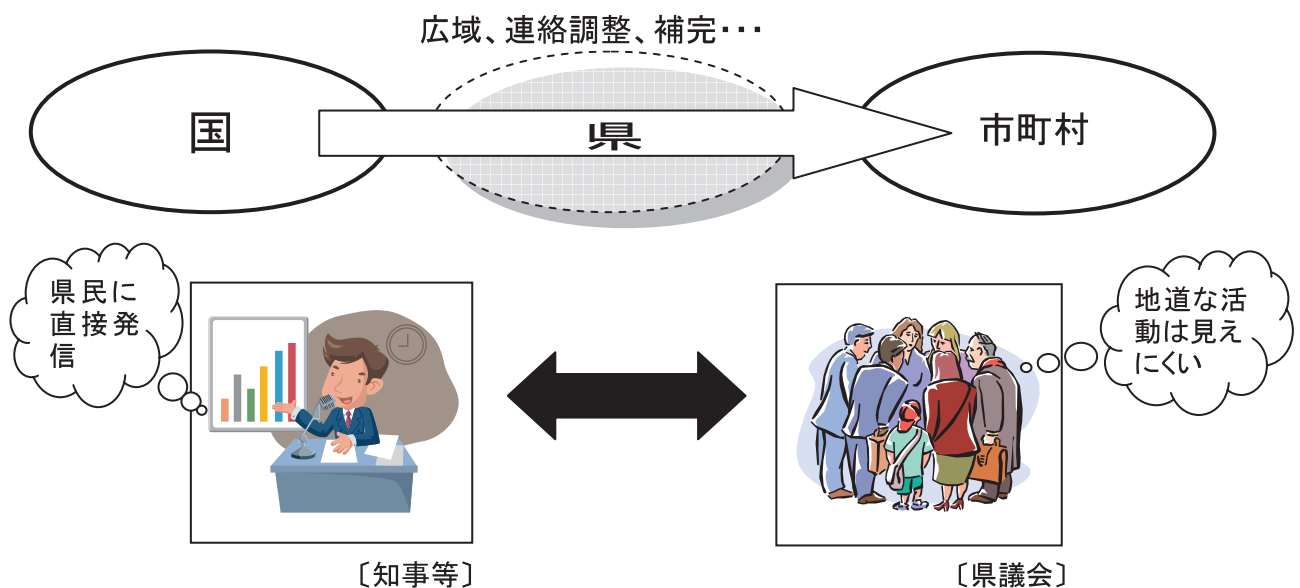 広域、連絡調整、補完・・・
国
県
市町村
県民に
直接発
信
地道な活
動は見え
にくい
〔知事等〕
〔県議会〕